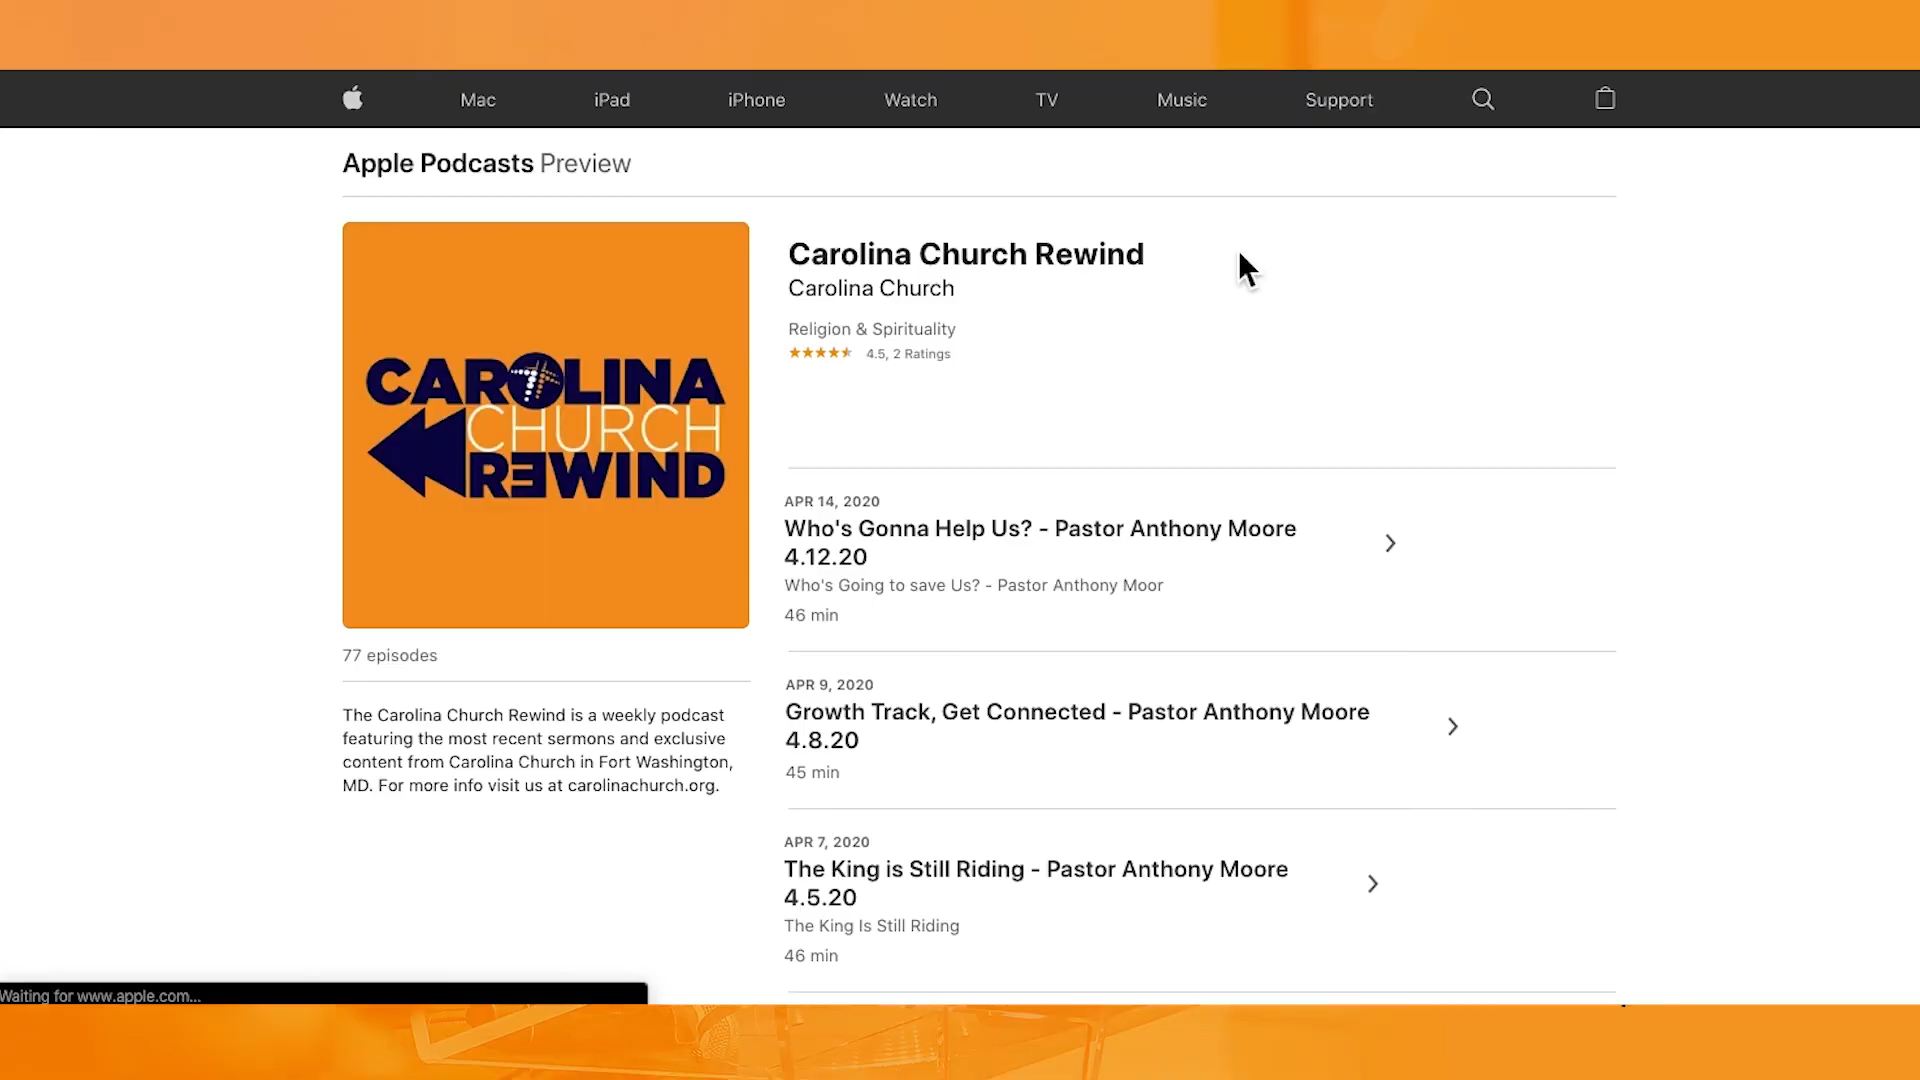 Mac iPad iPhone Watch TV Music Support
Apple Podcasts Preview
CAROLINA
CHURCH
REWIND
77 episodes
The Carolina Church Rewind is a weekly podcast
featuring the most recent sermons and exclusive
content from Carolina Church in Fort Washington,
MD. For more info visit us at carolinachurch.org.
Carolina Church Rewind
Carolina Church
Religion & Spirituality
4.5, 2 Ratings
APR 14, 2020
Who's Gonna Help Us? - Pastor Anthony Moore
4.12.20
Who's Going to save Us? - Pastor Anthony Moor
46 min
APR 9, 2020
Growth Track, Get Connected - Pastor Anthony Moore
4.8.20
45 min
APR 7, 2020
The King is Still Riding - Pastor Anthony Moore
4.5.20
The King Is Still Riding
46 min
Waiting for www.apple.com...